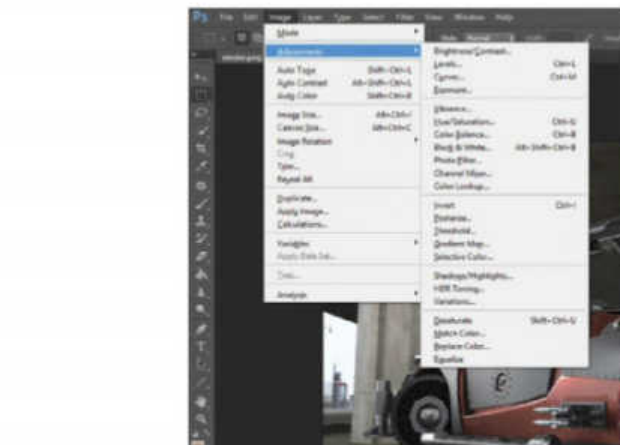 Ps File Edit Image Layer Type Select Filter View Window Help
Mode
Adjustments
Auto Tone Shift+Ctrl+L
Auto Contrast Alt+Shift+Ctrl+L
Auto Color Shift+Ctrl+B
Image Size... Alt+Ctrl+I
Canvas Size... Alt+Ctrl+C
Image Rotation
Crop
Trim...
Reveal All
Duplicate...
Apply Image...
Calculations...
Variables
Apply Data Set...
Trap...
Analysis
Brightness/Contrast...
Levels... Ctrl+L
Curves... Ctrl+M
Exposure...
Vibrance...
Hue/Saturation... Ctrl+U
Color Balance... Ctrl+B
Black & White... Alt+Shift+Ctrl+B
Photo Filter...
Channel Mixer...
Color Lookup...
Invert Ctrl+I
Posterize...
Threshold...
Gradient Map...
Selective Color...
Shadows/Highlights...
HDR Toning...
Variations...
Desaturate Shift+Ctrl+U
Match Color...
Replace Color...
Equalize